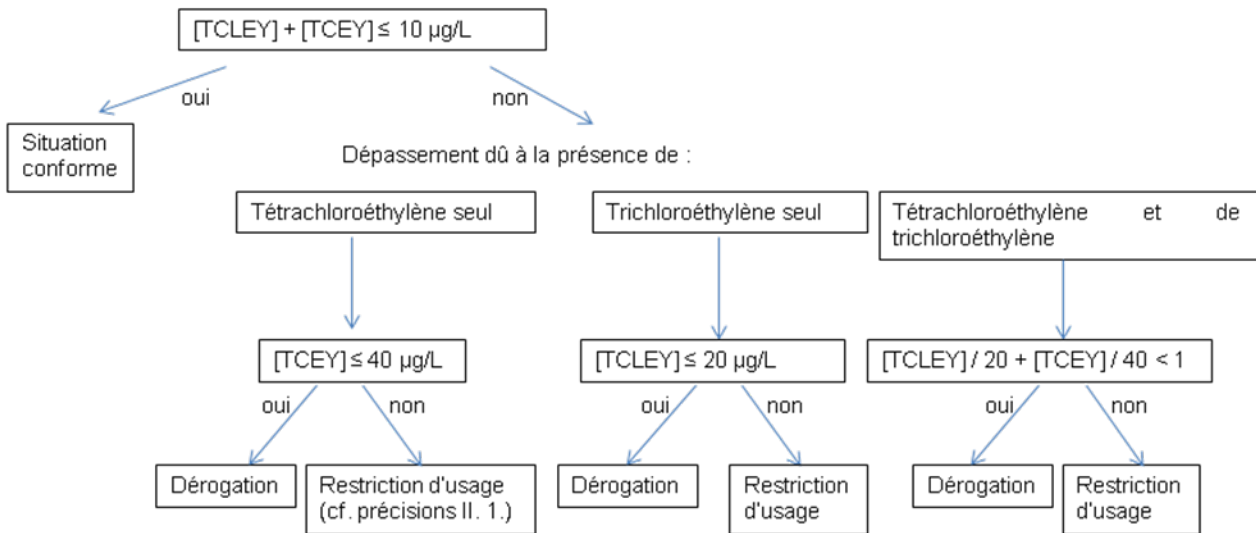 [TCLEY] + [TCEY] ≤ 10 µg/L
oui
non
Situation
conforme
Dépassement dû à la présence de :
Tétrachloroéthylène seul
Trichloroéthylène seul
Tétrachloroéthylène et de
trichloroéthylène
[TCEY] ≤ 40 µg/L
[TCLEY] ≤ 20 µg/L
[TCLEY] / 20 + [TCEY] / 40 < 1
oui
non
oui
non
oui
non
Dérogation
Restriction d'usage
(cf. précisions II. 1.)
Dérogation
Restriction
d'usage
Dérogation
Restriction
d'usage